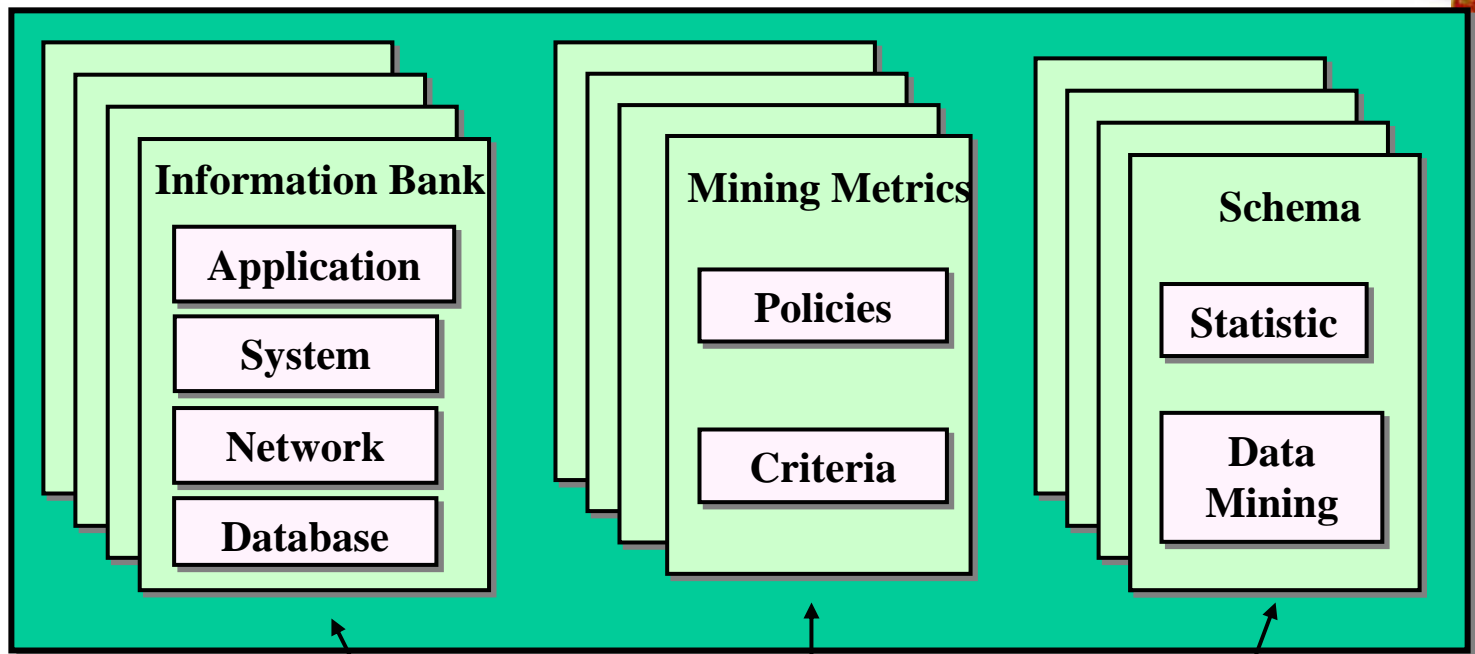 Information Bank
Application
System
Network
Database
Mining Metrics
Policies
Criteria
Schema
Statistic
Data
Mining